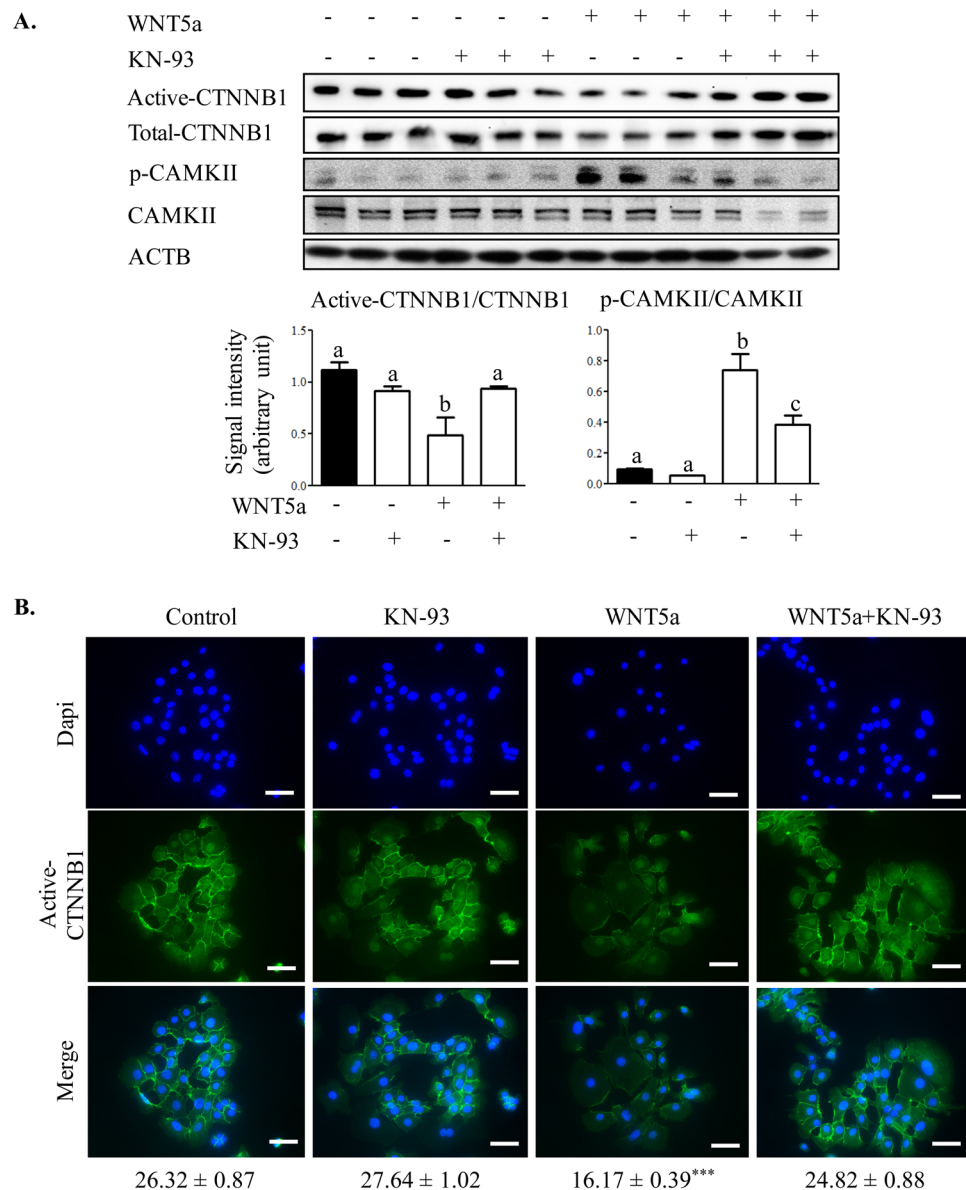 A.
WNT5a - - - - - - + + + + + +
KN-93 - - - + + + - - - + + +
Active-CTNNB1
Total-CTNNB1
p-CAMKII
CAMKII
ACTB
Active-CTNNB1/CTNNB1 p-CAMKII/CAMKII
Signal intensity
(arbitrary unit)
1.5
1.0
0.5
0.0
a a b a
1.0
0.8
0.6
0.4
0.2
0.0
a a b c
WNT5a - - + + - - + +
KN-93 - + - + - + - +
B.
Control KN-93 WNT5a WNT5a+KN-93
Dapi
Active-
CTNNB1
Merge
26.32 ± 0.87 27.64 ± 1.02 16.17 ± 0.39*** 24.82 ± 0.88